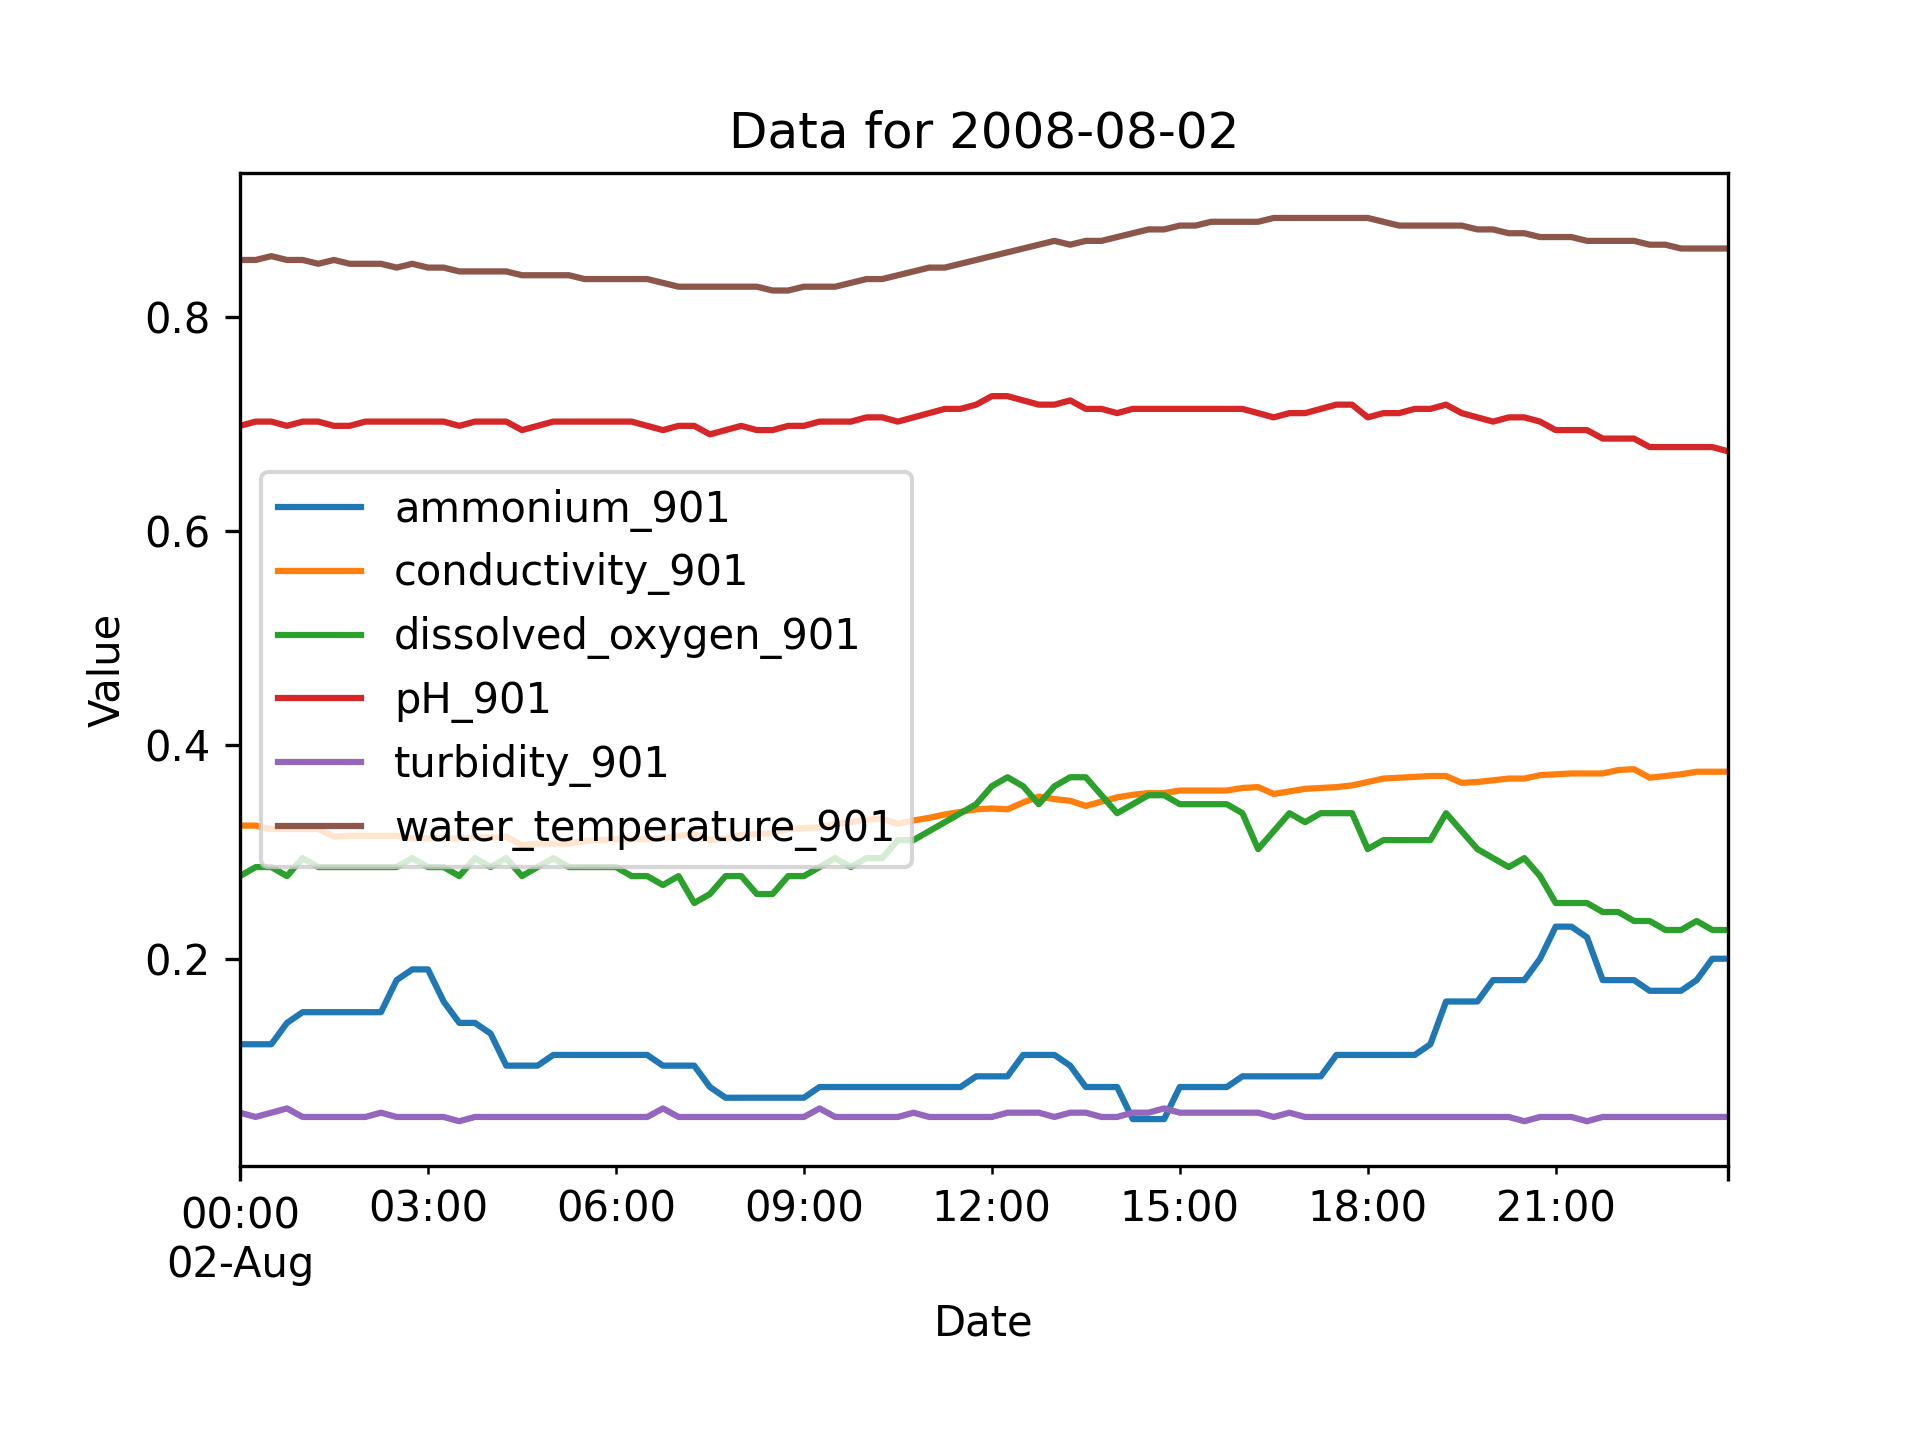 Data for 2008-08-02
Value
0.8
0.6
0.4
0.2
ammonium_901
conductivity_901
dissolved_oxygen_901
pH_901
turbidity_901
water_temperature_901
00:00 03:00 06:00 09:00 12:00 15:00 18:00 21:00
02-Aug
Date